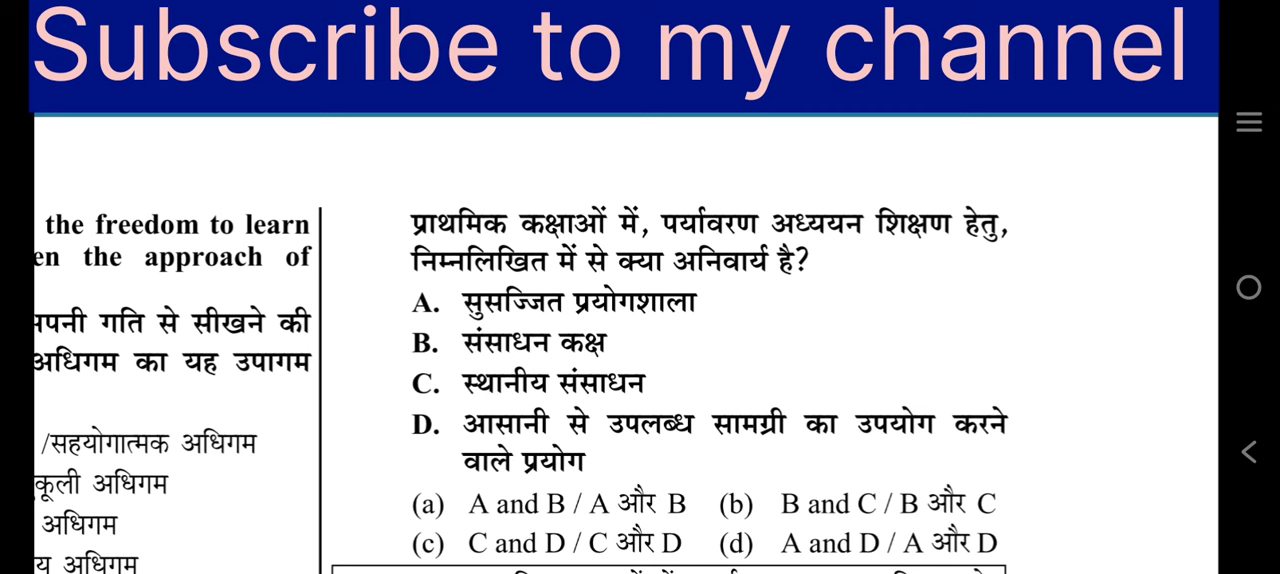 Subscribe to my channel
the freedom to learn
en the approach of
अपनी गति से सीखने की
अधिगम का यह उपागम
/सहयोगात्मक अधिगम
कूली अधिगम
अधिगम
य अधिगम
प्राथमिक कक्षाओं में, पर्यावरण अध्ययन शिक्षण हेतु,
निम्नलिखित में से क्या अनिवार्य है?
A. सुसज्जित प्रयोगशाला
B. संसाधन कक्ष
C. स्थानीय संसाधन
D. आसानी से उपलब्ध सामग्री का उपयोग करने
वाले प्रयोग
(a) A and B / A और B (b) B and C / B और C
(c) C and D / C और D (d) A and D / A और D